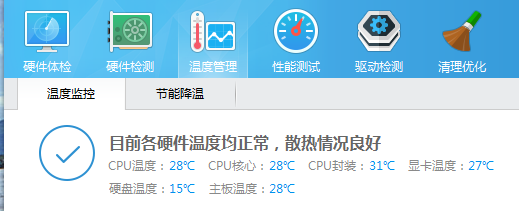 硬件体检 硬件检测 温度管理 性能测试 驱动检测 清理优化
温度监控 节能降温
目前各硬件温度均正常，散热情况良好
CPU温度：28℃ CPU核心：28℃ CPU封装：31℃ 显卡温度：27℃
硬盘温度：15℃ 主板温度：28℃